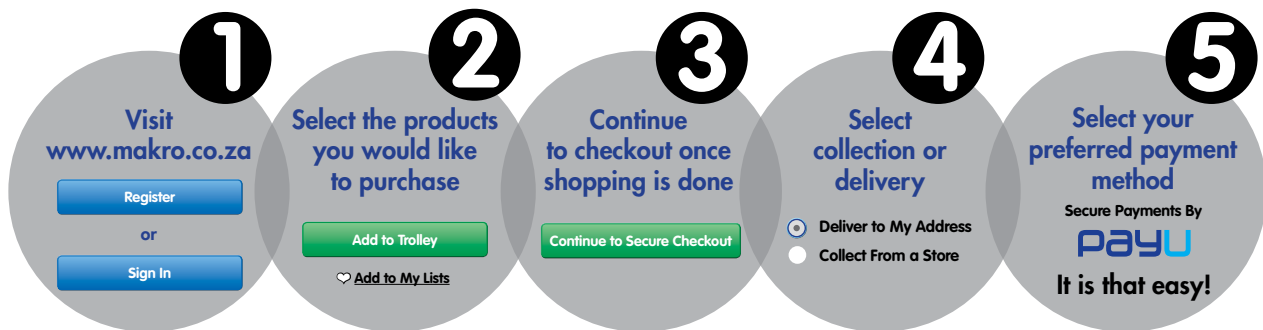 1
Visit
www.makro.co.za
Register
or
Sign In
2
Select the products
you would like
to purchase
Add to Trolley
Add to My Lists
3
Continue
to checkout once
shopping is done
Continue to Secure Checkout
4
Select
collection or
delivery
Deliver to My Address
Collect From a Store
5
Select your
preferred payment
method
Secure Payments By
payu
It is that easy!